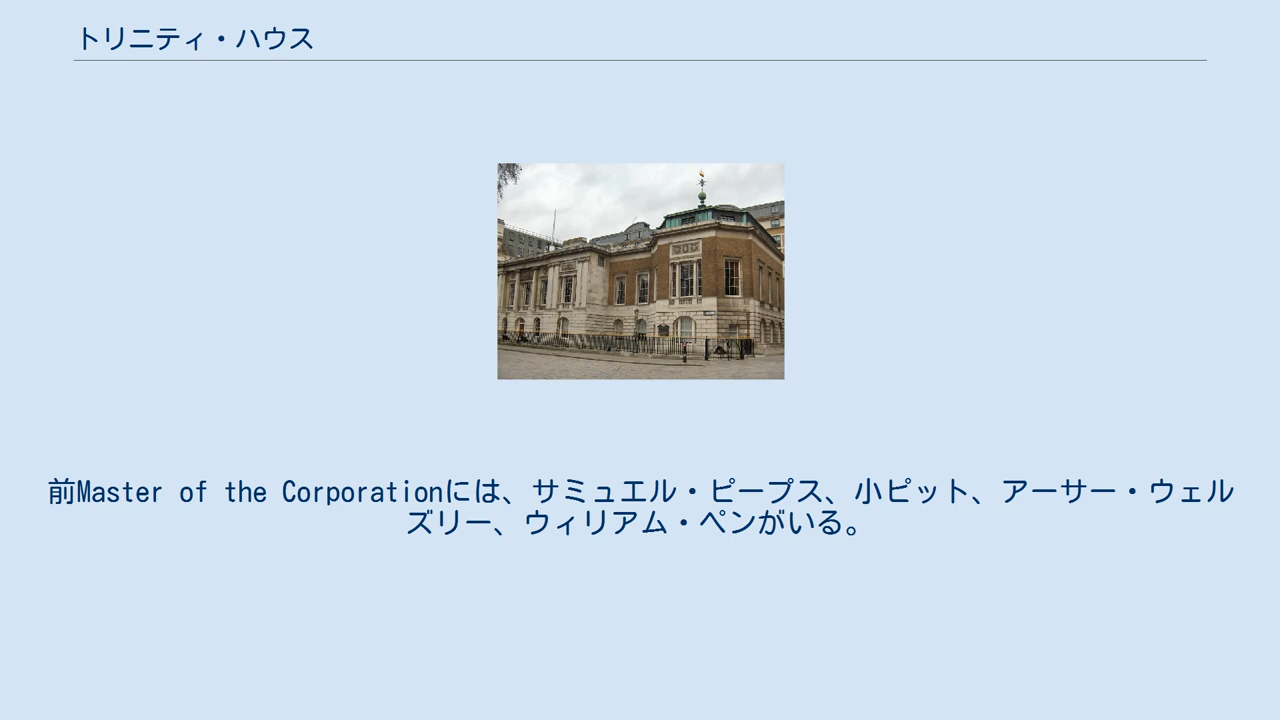 トリニティ・ハウス
前Master of the Corporationには、サミュエル・ピープス、小ピット、アーサー・ウェル
ズリー、ウィリアム・ペンがいる。